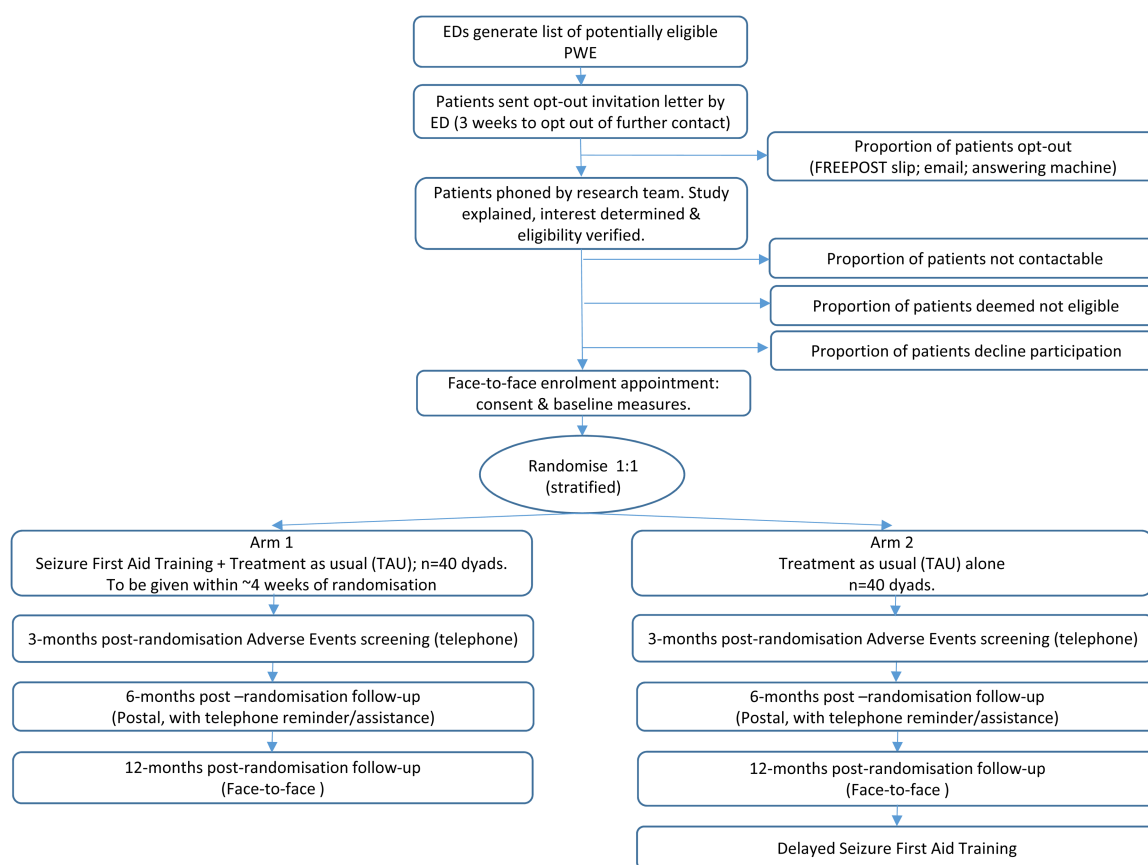 EDs generate list of potentially eligible
PWE
Patients sent opt-out invitation letter by
ED (3 weeks to opt out of further contact)
Proportion of patients opt-out
(FREEPOST slip; email; answering machine)
Patients phoned by research team. Study
explained, interest determined &
eligibility verified.
Proportion of patients not contactable
Proportion of patients deemed not eligible
Proportion of patients decline participation
Face-to-face enrolment appointment:
consent & baseline measures.
Randomise 1:1
(stratified)
Arm 1
Seizure First Aid Training + Treatment as usual (TAU); n=40 dyads.
To be given within ~4 weeks of randomisation
Arm 2
Treatment as usual (TAU) alone
n=40 dyads.
3-months post-randomisation Adverse Events screening (telephone)
3-months post-randomisation Adverse Events screening (telephone)
6-months post –randomisation follow-up
(Postal, with telephone reminder/assistance)
6-months post –randomisation follow-up
(Postal, with telephone reminder/assistance)
12-months post-randomisation follow-up
(Face-to-face )
12-months post-randomisation follow-up
(Face-to-face )
Delayed Seizure First Aid Training